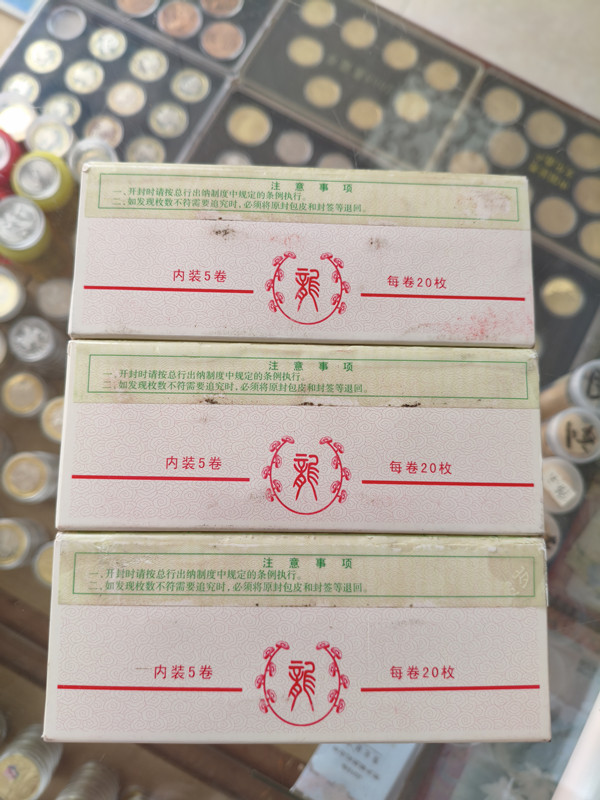 注 意 事 项
一、开封时请按总行出纳制度中规定的条例执行。
二、如发现枚数不符需要追究时，必须将原封包皮和封签等退回。
内装5卷 龍 每卷20枚
注 意 事 项
一、开封时请按总行出纳制度中规定的条例执行。
二、如发现枚数不符需要追究时，必须将原封包皮和封签等退回。
内装5卷 龍 每卷20枚
注 意 事 项
一、开封时请按总行出纳制度中规定的条例执行。
二、如发现枚数不符需要追究时，必须将原封包皮和封签等退回。
内装5卷 龍 每卷20枚